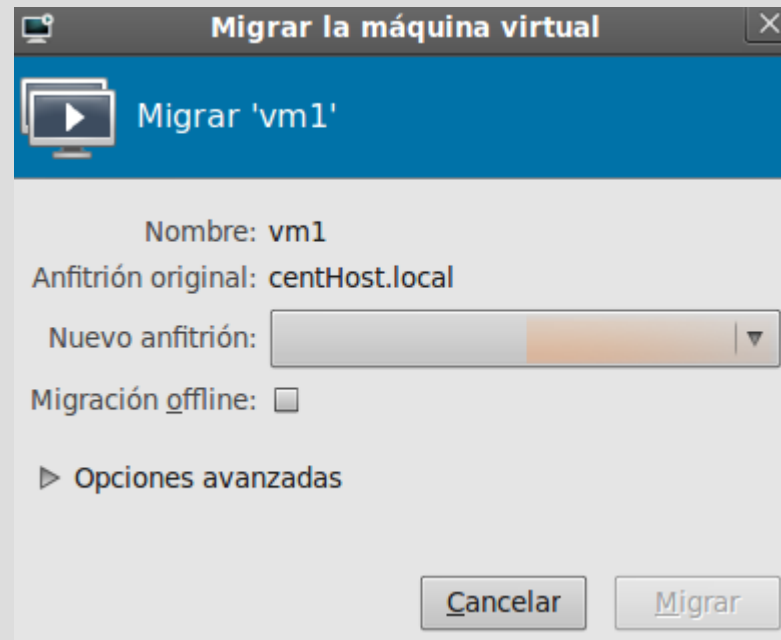 Migrar la máquina virtual
Migrar 'vm1'
Nombre: vm1
Anfitrión original: centHost.local
Nuevo anfitrión:
Migración offline:
Opciones avanzadas
Cancelar Migrar